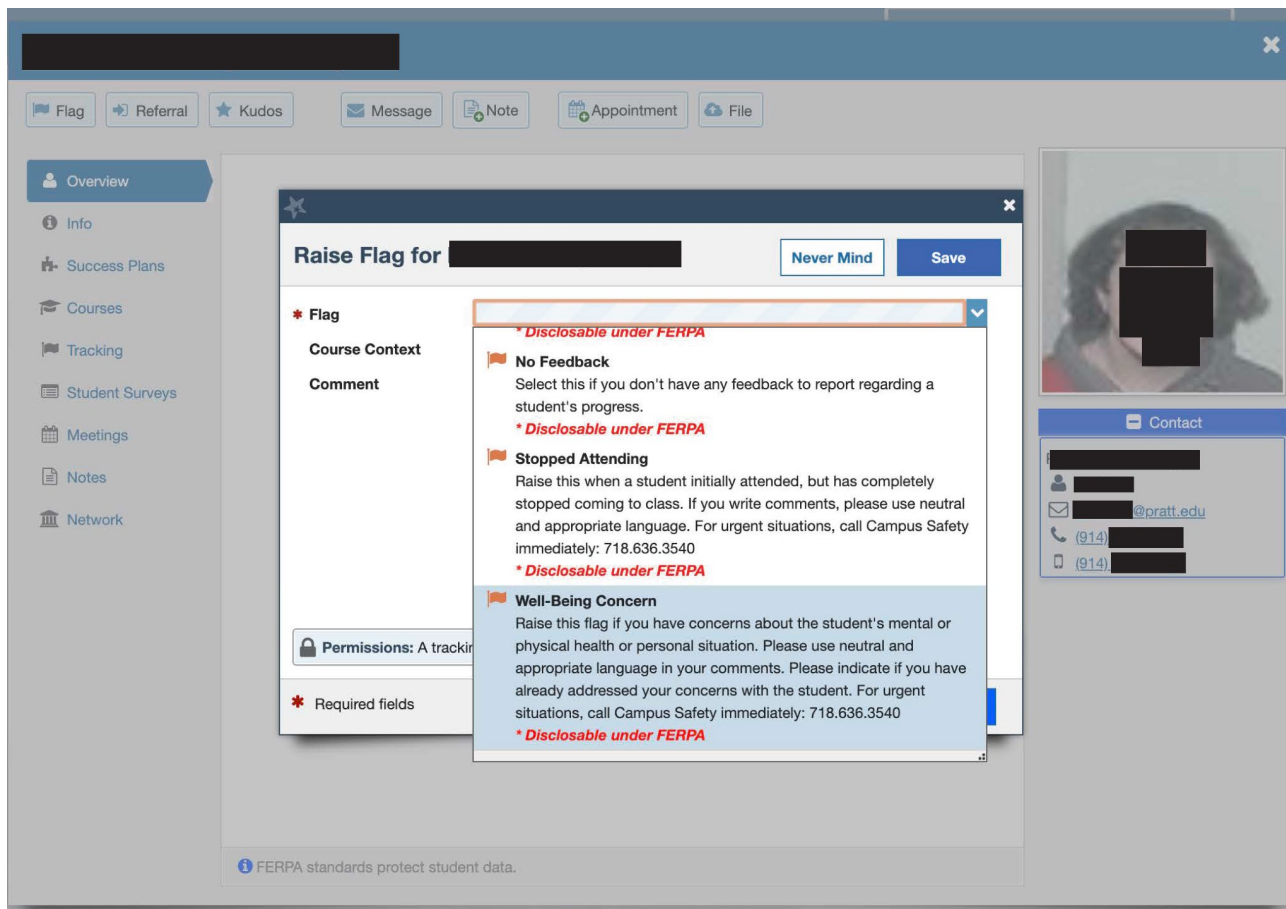 Flag
Referral
Kudos
Message
Note
Appointment
File
Overview
Info
Success Plans
Courses
Tracking
Student Surveys
Meetings
Notes
Network
Raise Flag for
Never Mind
Save
* Flag
Course Context
Comment
* Disclosable under FERPA
No Feedback
Select this if you don't have any feedback to report regarding a
student's progress.
* Disclosable under FERPA
Stopped Attending
Raise this when a student initially attended, but has completely
stopped coming to class. If you write comments, please use neutral
and appropriate language. For urgent situations, call Campus Safety
immediately: 718.636.3540
* Disclosable under FERPA
Well-Being Concern
Raise this flag if you have concerns about the student's mental or
physical health or personal situation. Please use neutral and
appropriate language in your comments. Please indicate if you have
already addressed your concerns with the student. For urgent
situations, call Campus Safety immediately: 718.636.3540
* Disclosable under FERPA
Permissions: A
* Required fields
Contact
@pratt.edu
(914)
(914)
FERPA standards protect student data.